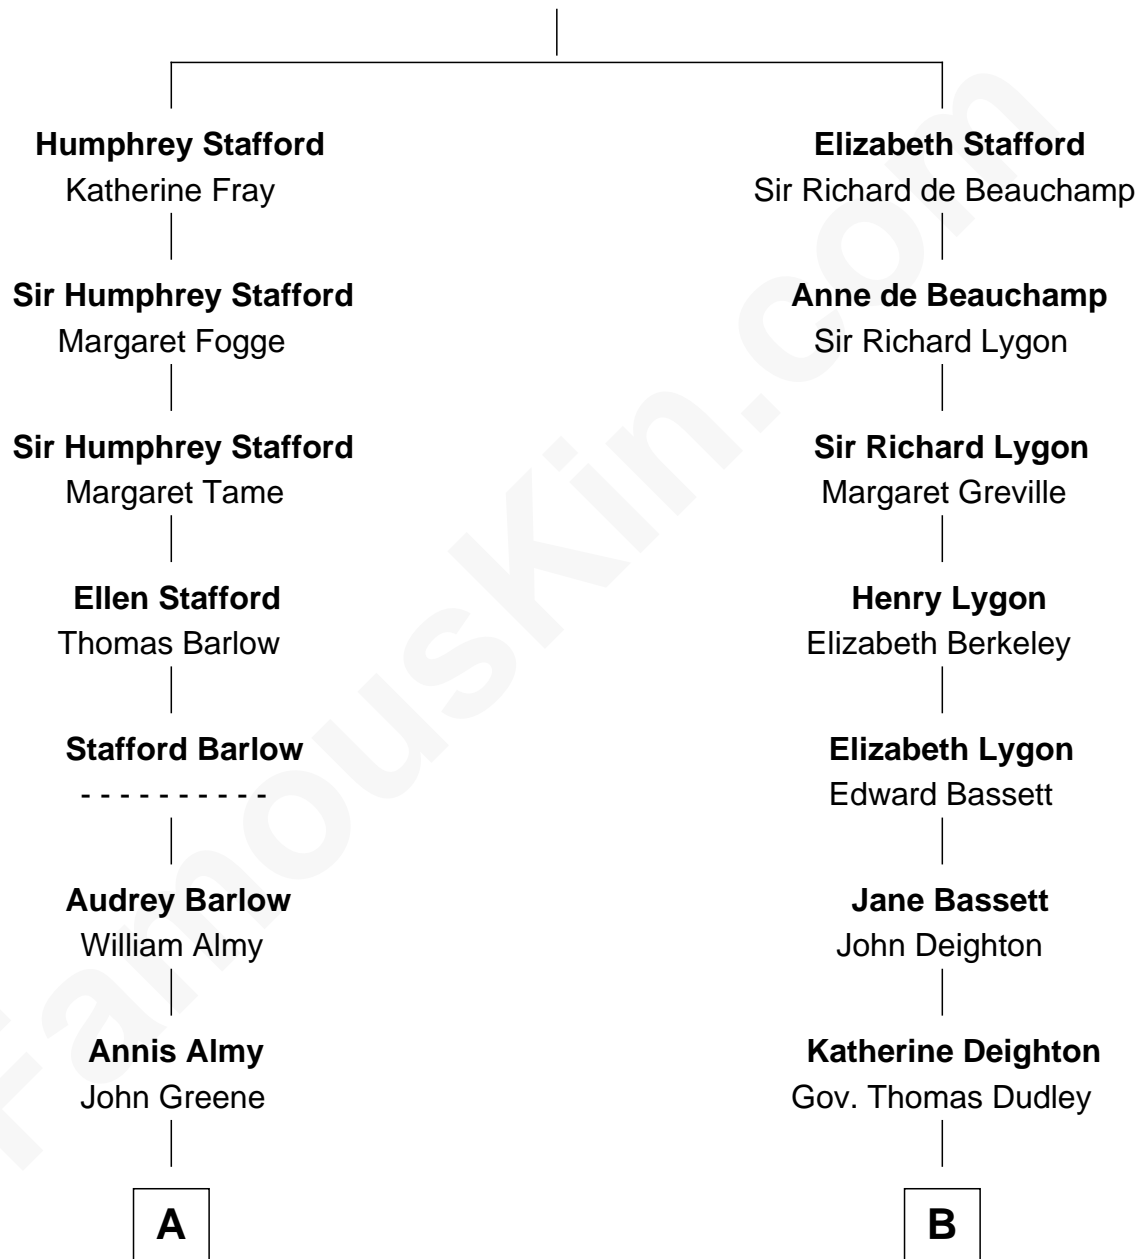 Humphrey Stafford
Katherine Fray
Sir Humphrey Stafford
Margaret Fogge
Sir Humphrey Stafford
Margaret Tame
Ellen Stafford
Thomas Barlow
Stafford Barlow
- - - - - - - - - -
Audrey Barlow
William Almy
Annis Almy
John Greene
A
Elizabeth Stafford
Sir Richard de Beauchamp
Anne de Beauchamp
Sir Richard Lygon
Sir Richard Lygon
Margaret Greville
Henry Lygon
Elizabeth Berkeley
Elizabeth Lygon
Edward Bassett
Jane Bassett
John Deighton
Katherine Deighton
Gov. Thomas Dudley
B
FamousKin.com